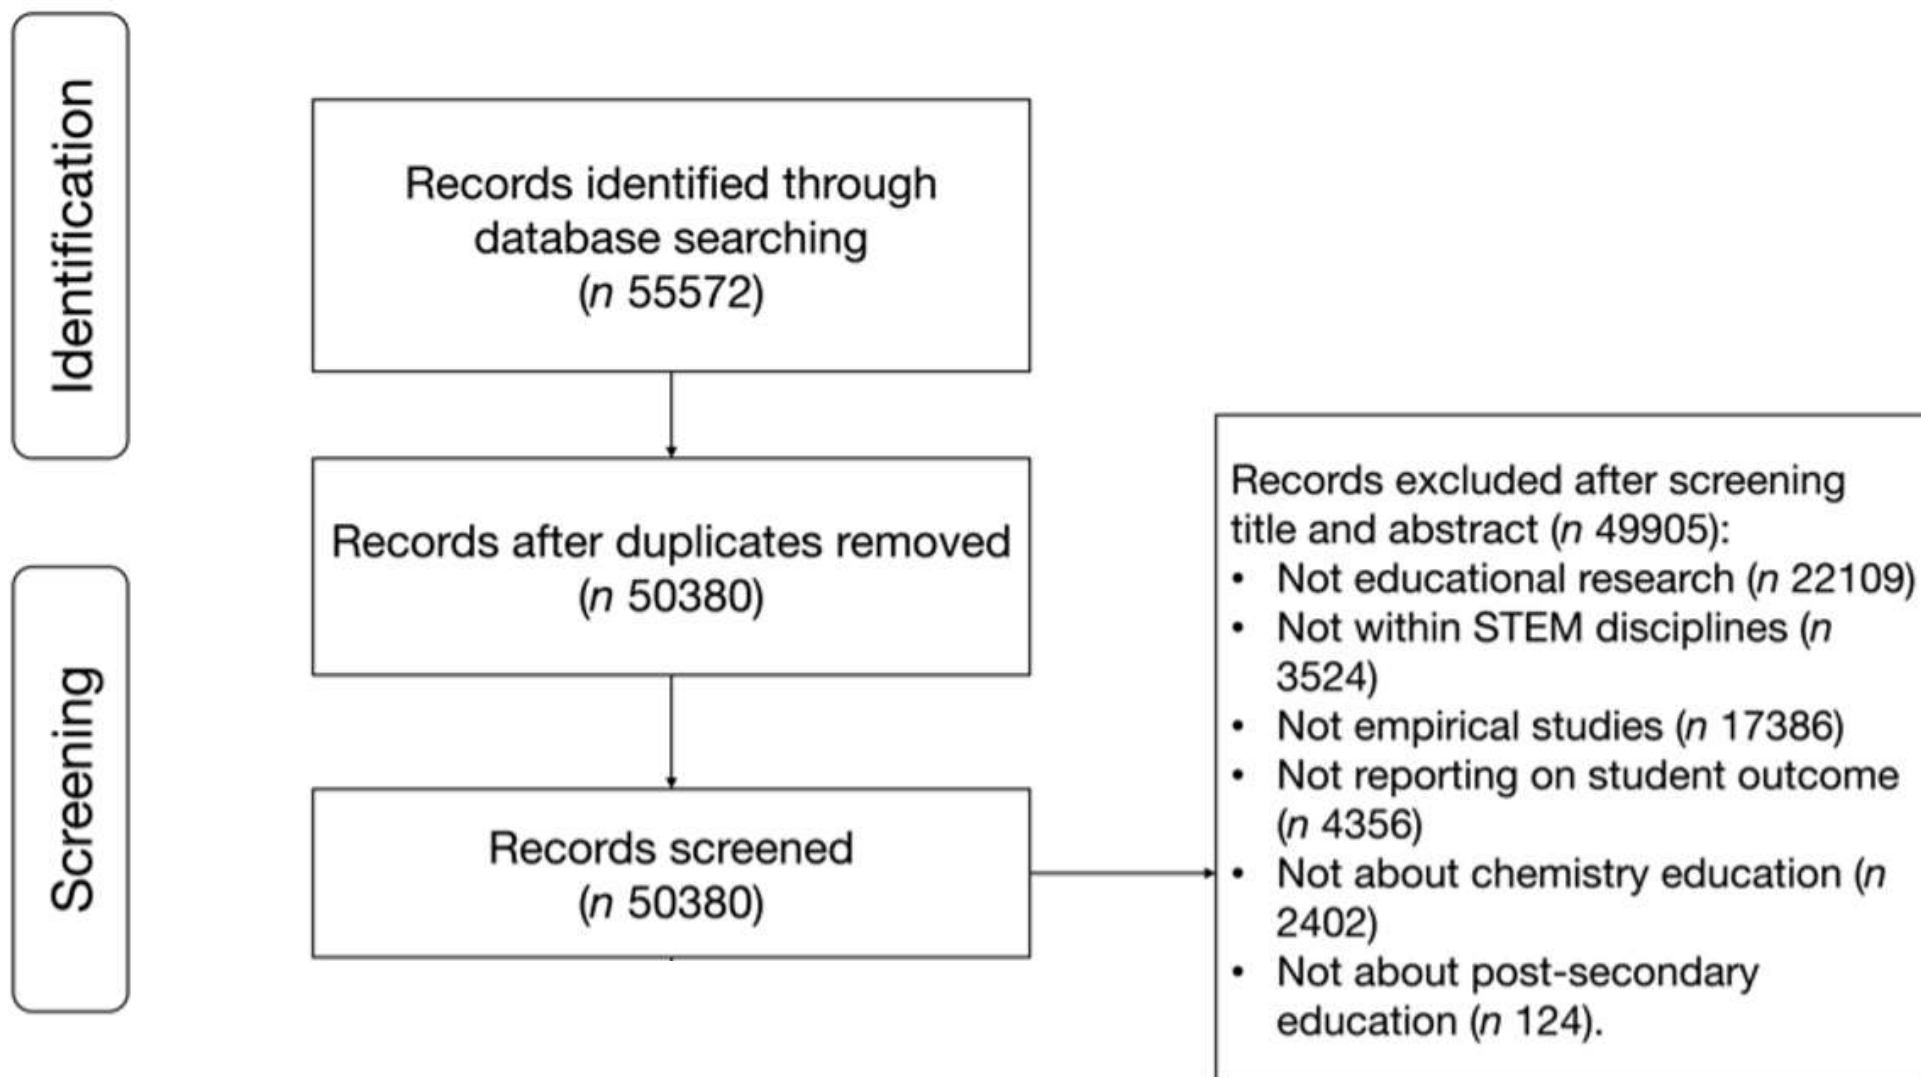 Identification
Records identified through
database searching
(n 55572)
Records after duplicates removed
(n 50380)
Screening
Records screened
(n 50380)
Records excluded after screening
title and abstract (n 49905):
• Not educational research (n 22109)
• Not within STEM disciplines (n
3524)
• Not empirical studies (n 17386)
• Not reporting on student outcome
(n 4356)
• Not about chemistry education (n
2402)
• Not about post-secondary
education (n 124).